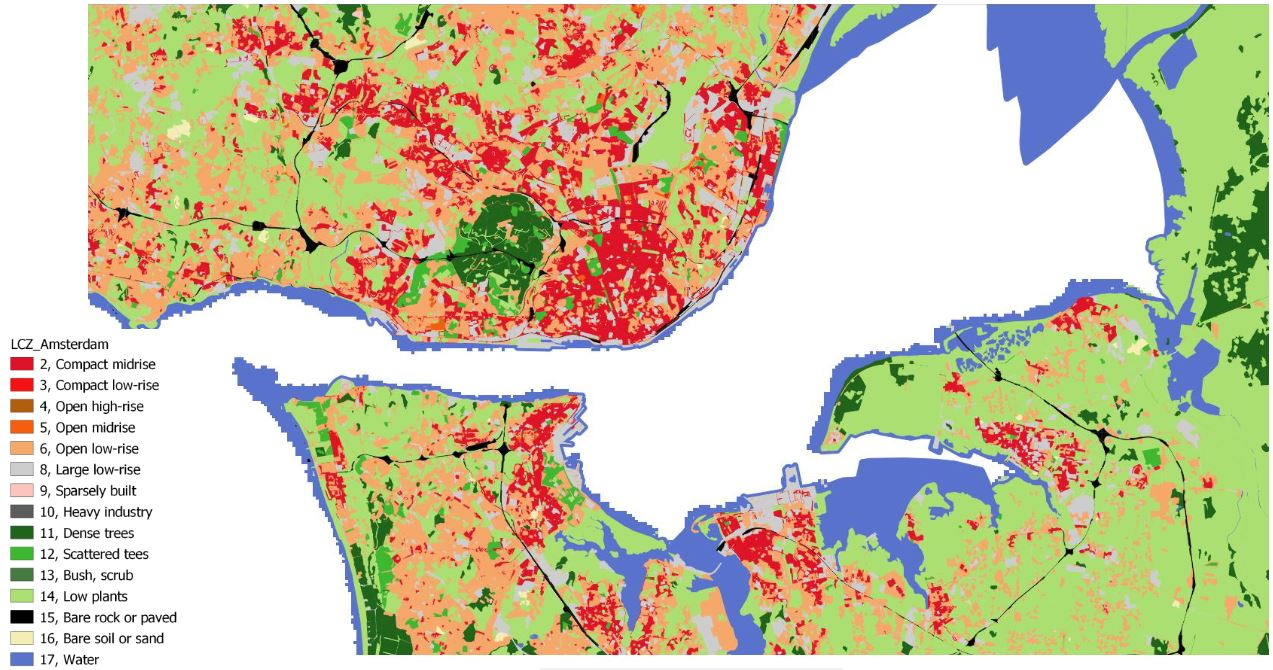 LCZ_Amsterdam
2, Compact midrise
3, Compact low-rise
4, Open high-rise
5, Open midrise
6, Open low-rise
8, Large low-rise
9, Sparsely built
10, Heavy industry
11, Dense trees
12, Scattered tees
13, Bush, scrub
14, Low plants
15, Bare rock or paved
16, Bare soil or sand
17, Water